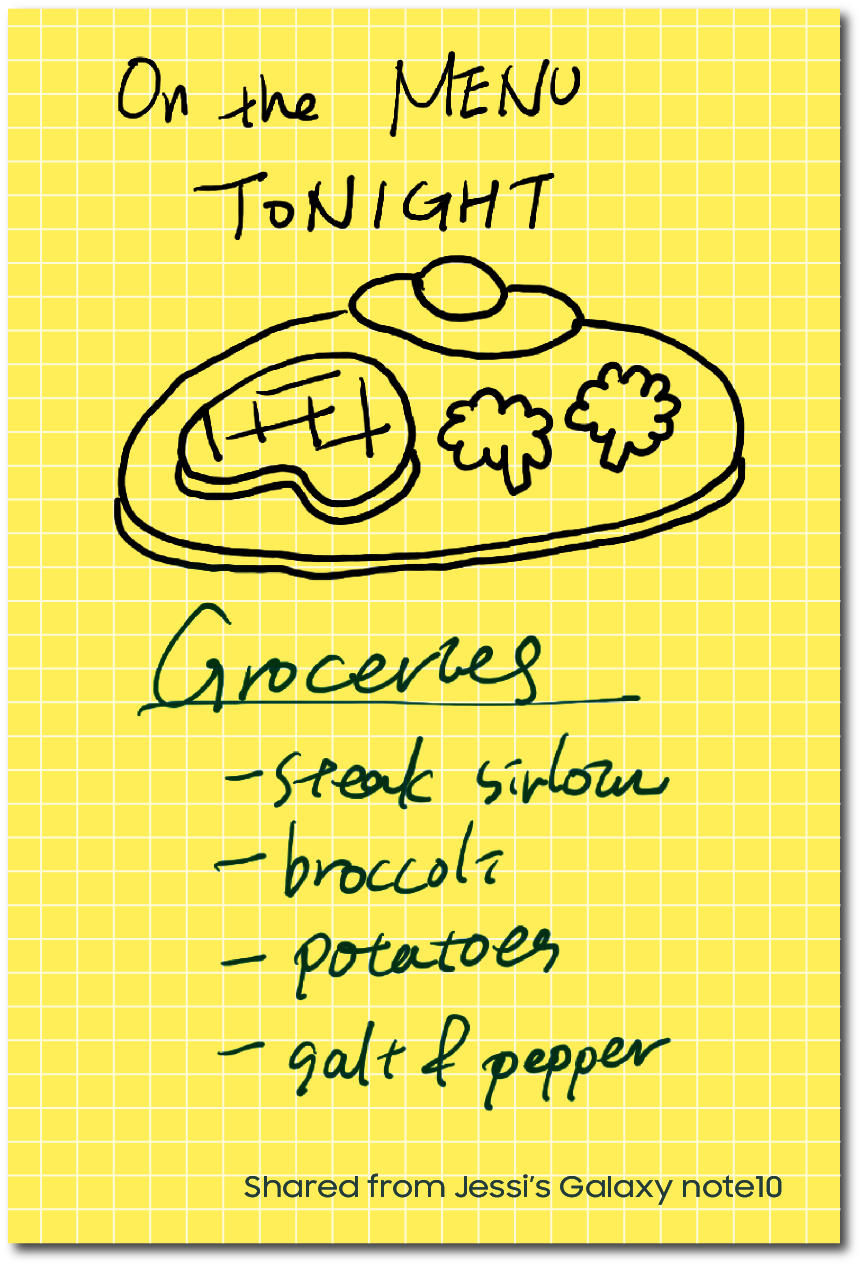 On the MENU
TONIGHT
Groceries
- steak sirloin
- broccoli
- potatoes
- salt & pepper
Shared from Jessi's Galaxy note10